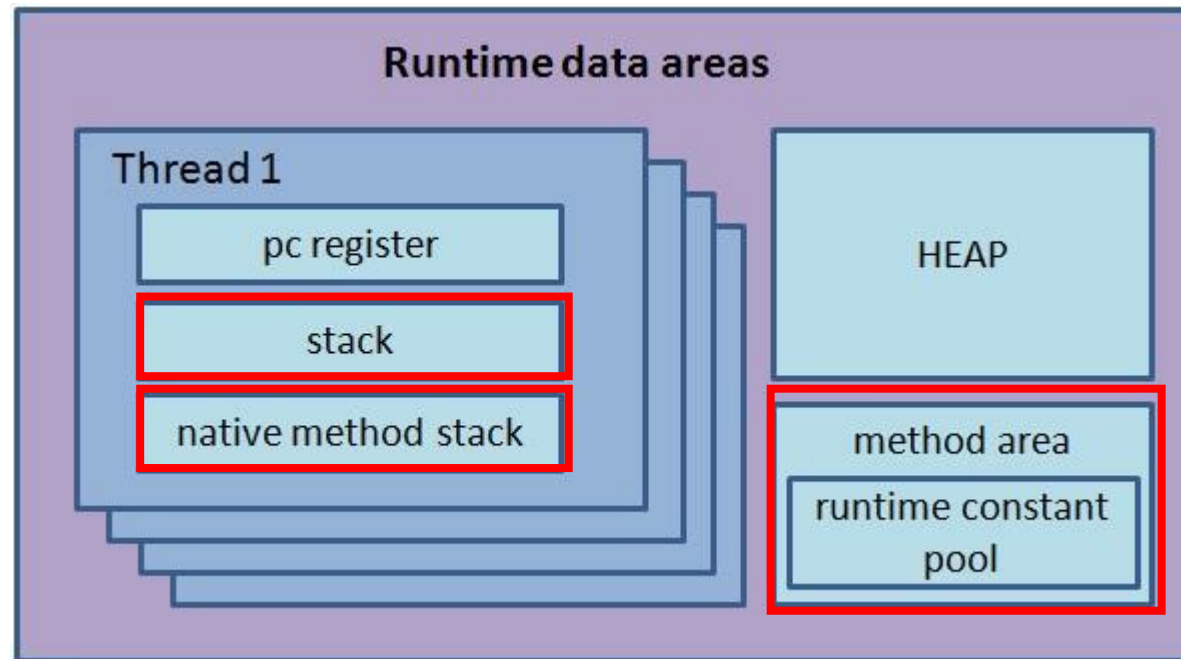 Runtime data areas
Thread 1
pc register
stack
native method stack
HEAP
method area
runtime constant
pool